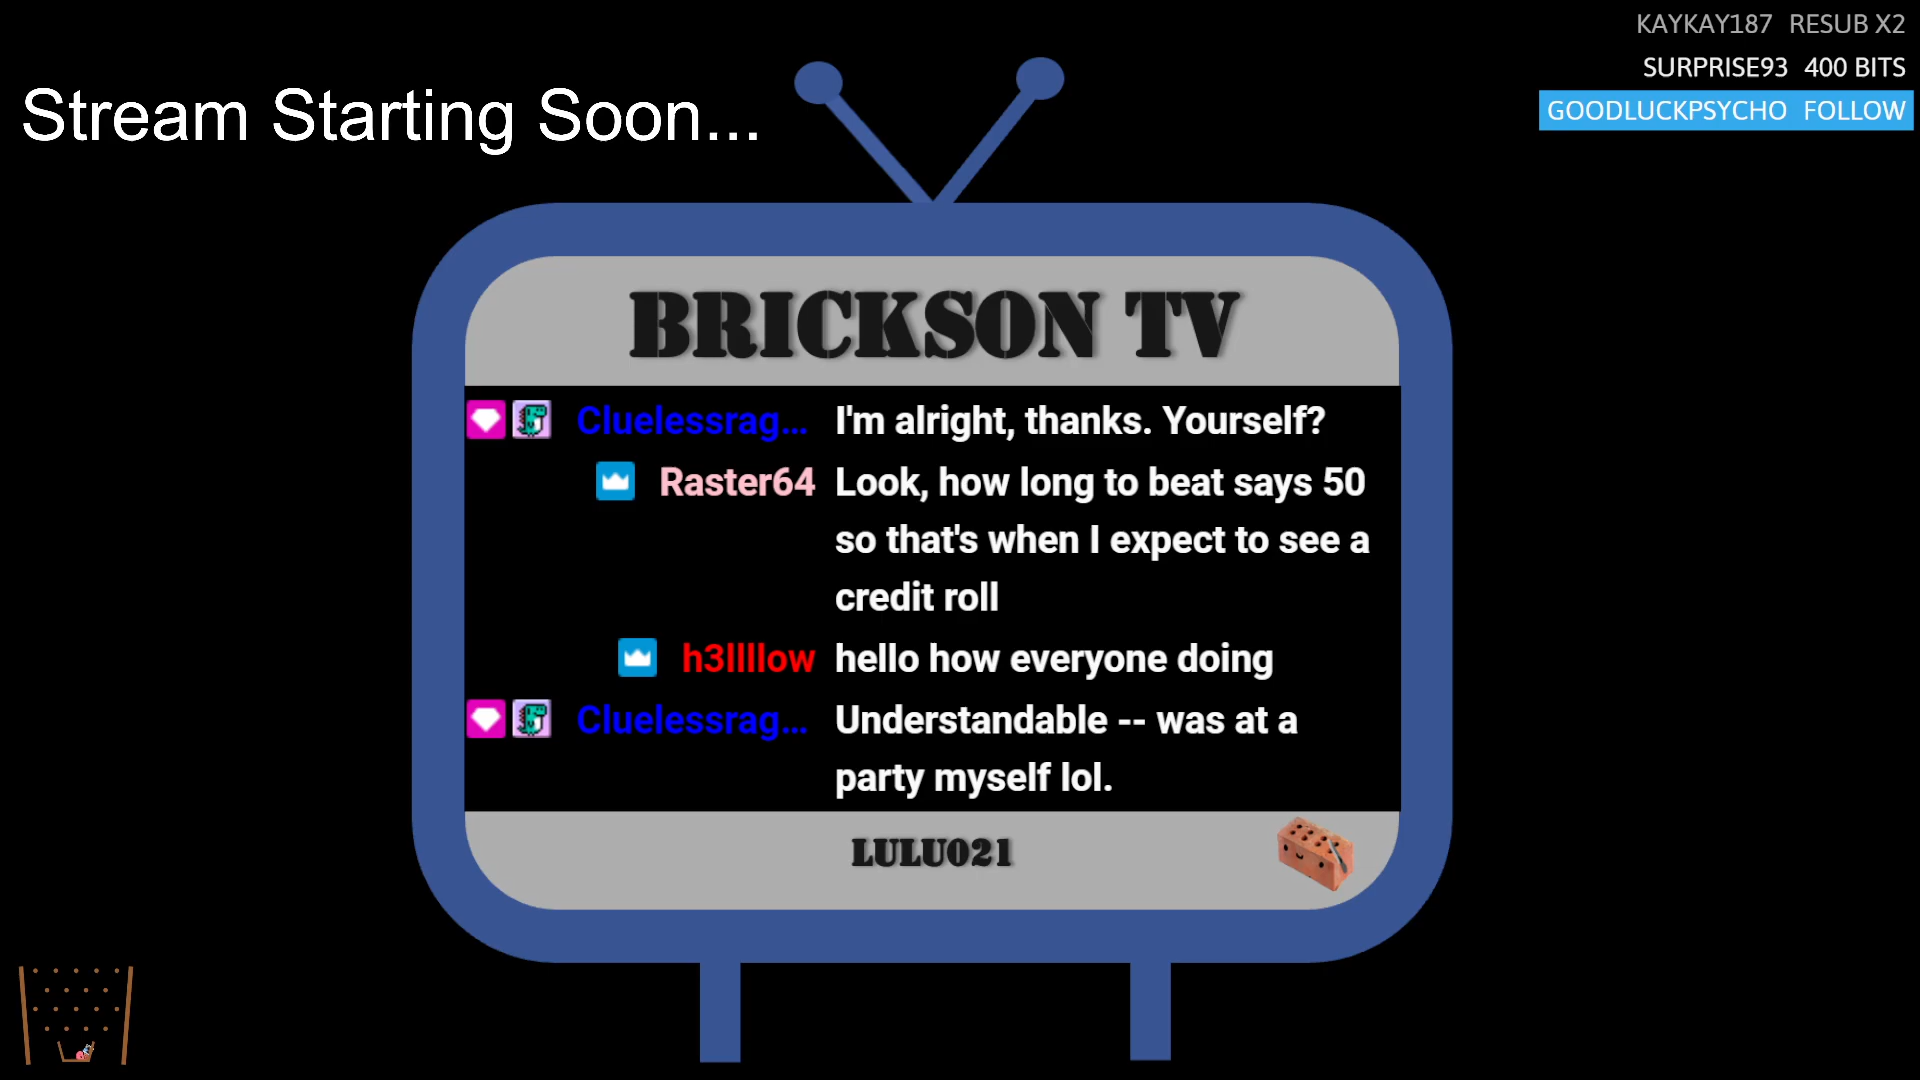 KAYKAY187 RESUB X2
SURPRISE93 400 BITS
GOODLUCKPSYCHO FOLLOW
Stream Starting Soon...
BRICKSON TV
Cluelessrag... I'm alright, thanks. Yourself?
Raster64 Look, how long to beat says 50
so that's when I expect to see a
credit roll
h3llllow hello how everyone doing
Cluelessrag... Understandable -- was at a
party myself lol.
LULU021